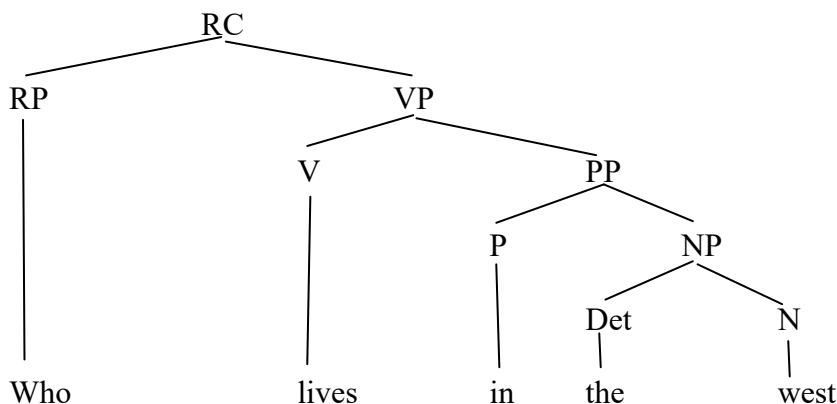 RC
RP VP
V PP
P NP
Det N
Who lives in the west